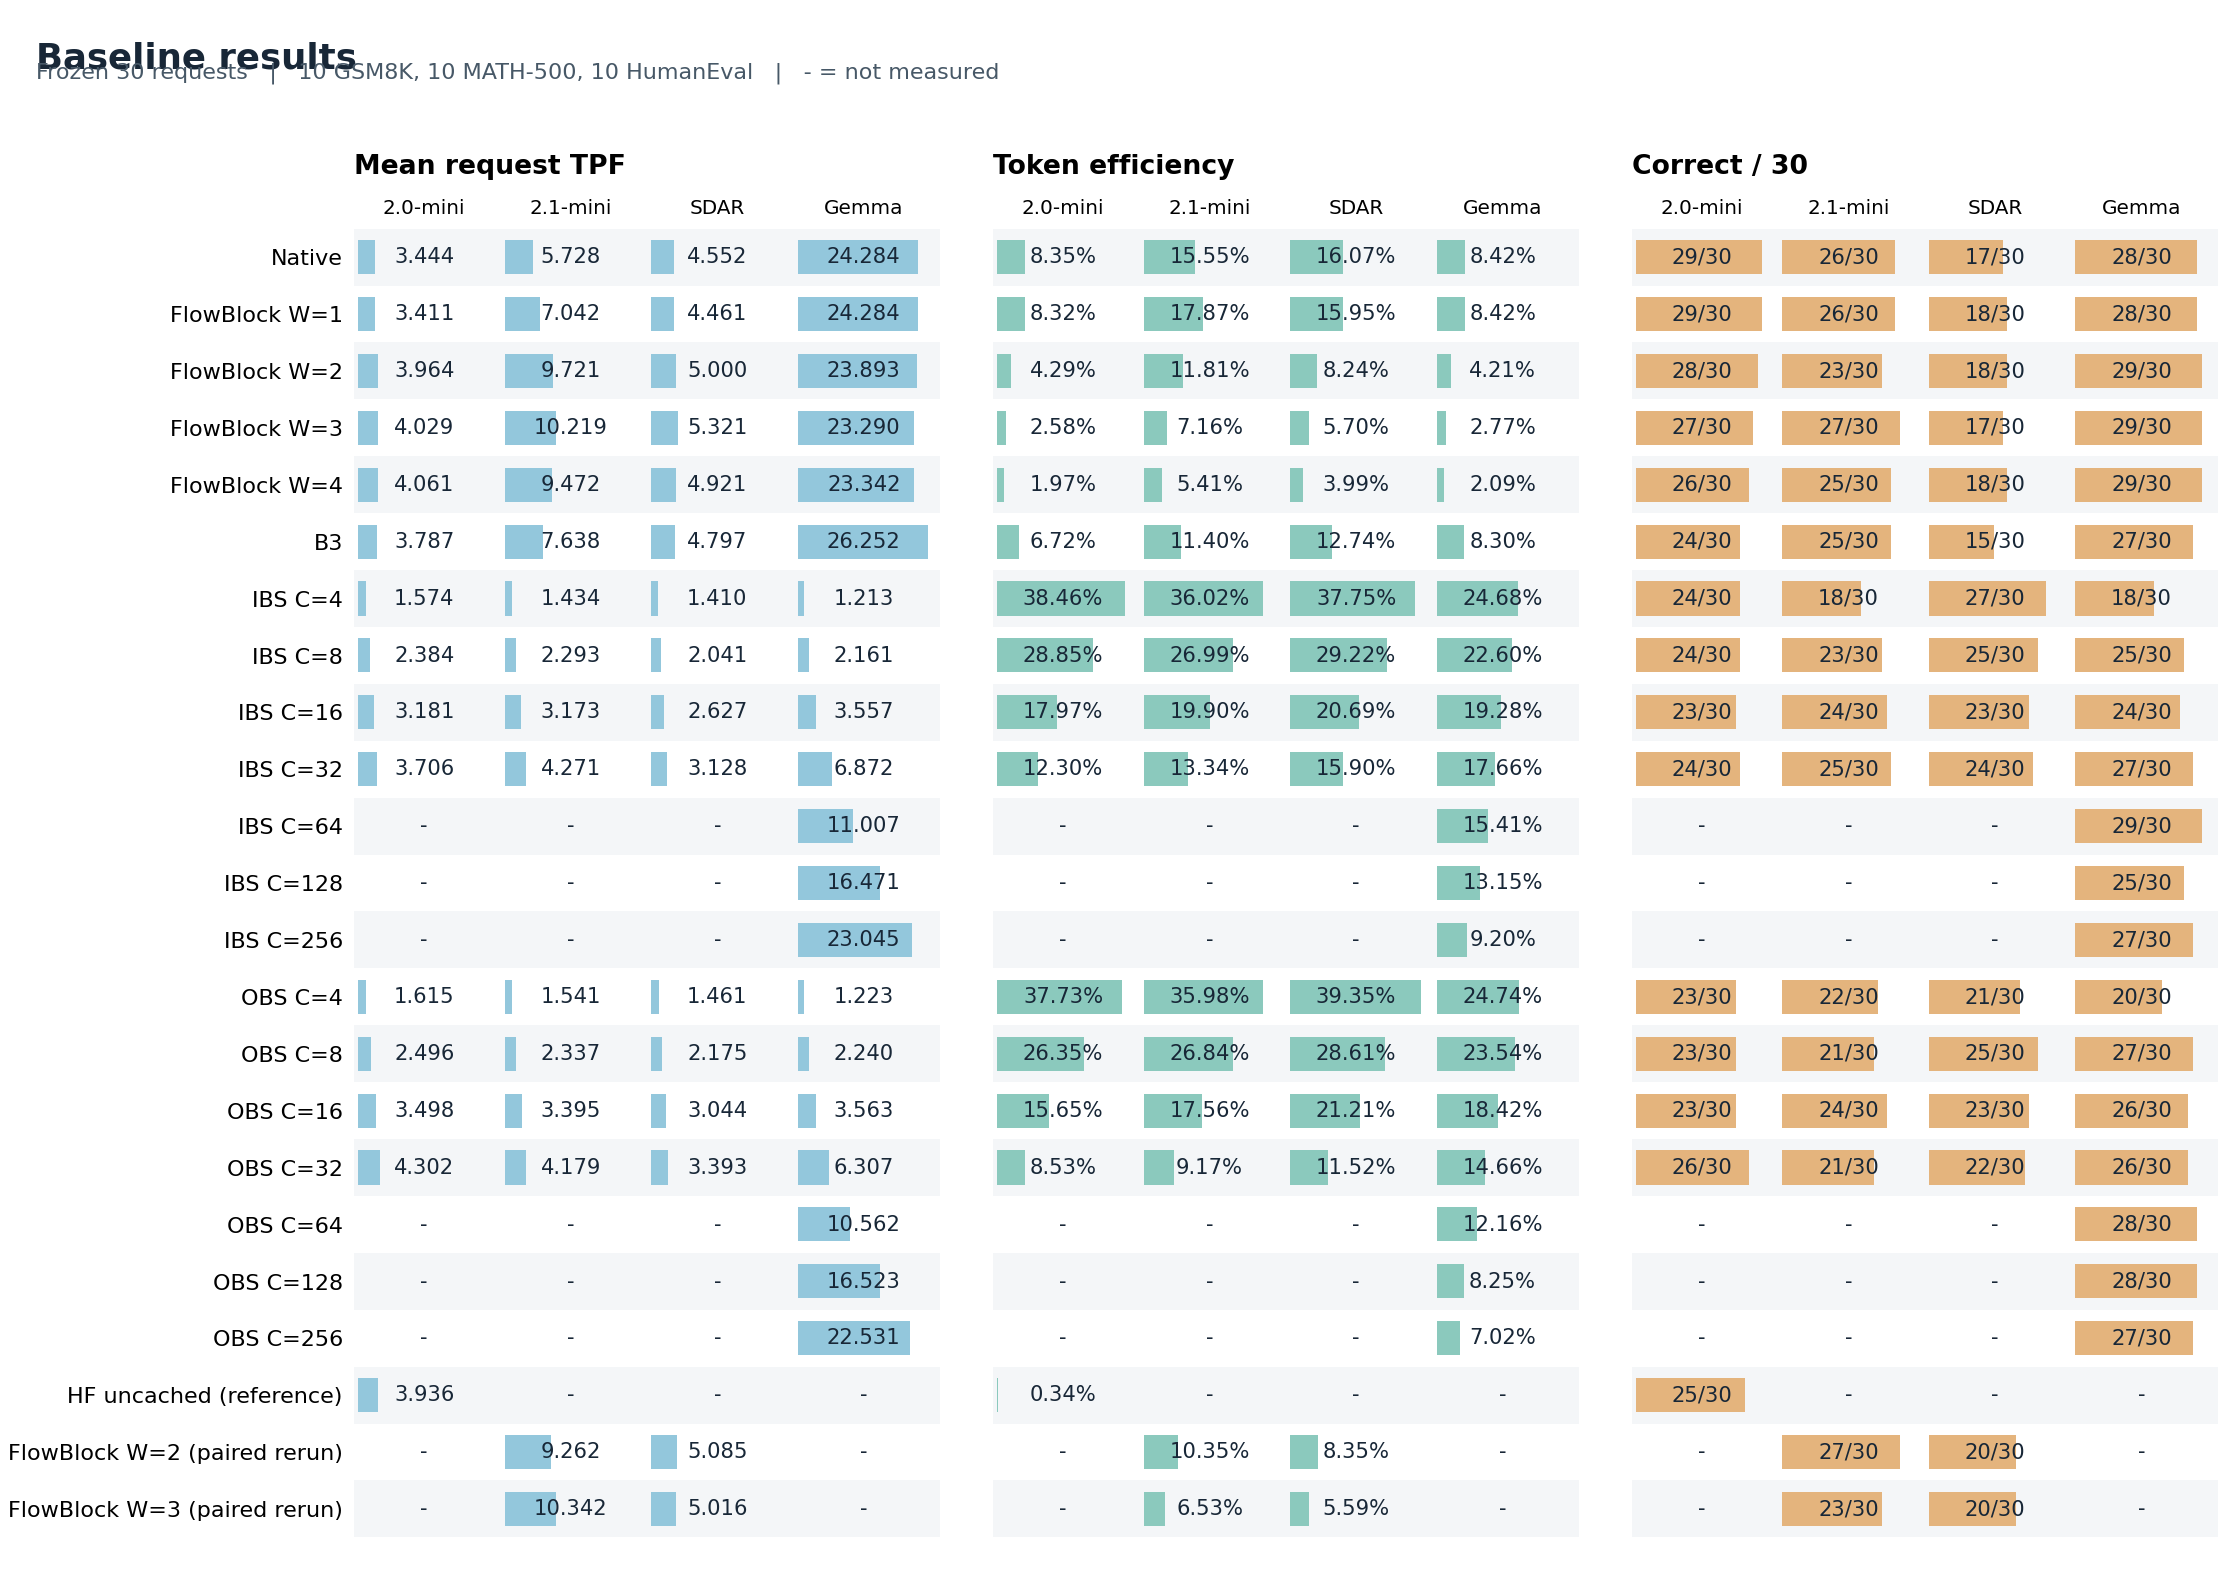 Baseline results
Frozen 30 requests | 10 GSM8K, 10 MATH-500, 10 HumanEval | - = not measured
Mean request TPF Token efficiency Correct / 30
2.0-mini 2.1-mini SDAR Gemma 2.0-mini 2.1-mini SDAR Gemma 2.0-mini 2.1-mini SDAR Gemma
Native 3.444 5.728 4.552 24.284 8.35% 15.55% 16.07% 8.42% 29/30 26/30 17/30 28/30
FlowBlock W=1 3.411 7.042 4.461 24.284 8.32% 17.87% 15.95% 8.42% 29/30 26/30 18/30 28/30
FlowBlock W=2 3.964 9.721 5.000 23.893 4.29% 11.81% 8.24% 4.21% 28/30 23/30 18/30 29/30
FlowBlock W=3 4.029 10.219 5.321 23.290 2.58% 7.16% 5.70% 2.77% 27/30 27/30 17/30 29/30
FlowBlock W=4 4.061 9.472 4.921 23.342 1.97% 5.41% 3.99% 2.09% 26/30 25/30 18/30 29/30
B3 3.787 7.638 4.797 26.252 6.72% 11.40% 12.74% 8.30% 24/30 25/30 15/30 27/30
IBS C=4 1.574 1.434 1.410 1.213 38.46% 36.02% 37.75% 24.68% 24/30 18/30 27/30 18/30
IBS C=8 2.384 2.293 2.041 2.161 28.85% 26.99% 29.22% 22.60% 24/30 23/30 25/30 25/30
IBS C=16 3.181 3.173 2.627 3.557 17.97% 19.90% 20.69% 19.28% 23/30 24/30 23/30 24/30
IBS C=32 3.706 4.271 3.128 6.872 12.30% 13.34% 15.90% 17.66% 24/30 25/30 24/30 27/30
IBS C=64 - - - 11.007 - - - 15.41% - - - 29/30
IBS C=128 - - - 16.471 - - - 13.15% - - - 25/30
IBS C=256 - - - 23.045 - - - 9.20% - - - 27/30
OBS C=4 1.615 1.541 1.461 1.223 37.73% 35.98% 39.35% 24.74% 23/30 22/30 21/30 20/30
OBS C=8 2.496 2.337 2.175 2.240 26.35% 26.84% 28.61% 23.54% 23/30 21/30 25/30 27/30
OBS C=16 3.498 3.395 3.044 3.563 15.65% 17.56% 21.21% 18.42% 23/30 24/30 23/30 26/30
OBS C=32 4.302 4.179 3.393 6.307 8.53% 9.17% 11.52% 14.66% 26/30 21/30 22/30 26/30
OBS C=64 - - - 10.562 - - - 12.16% - - - 28/30
OBS C=128 - - - 16.523 - - - 8.25% - - - 28/30
OBS C=256 - - - 22.531 - - - 7.02% - - - 27/30
HF uncached (reference) 3.936 - - - 0.34% - - - 25/30 - - -
FlowBlock W=2 (paired rerun) - 9.262 5.085 - - 10.35% 8.35% - - 27/30 20/30 -
FlowBlock W=3 (paired rerun) - 10.342 5.016 - - 6.53% 5.59% - - 23/30 20/30 -